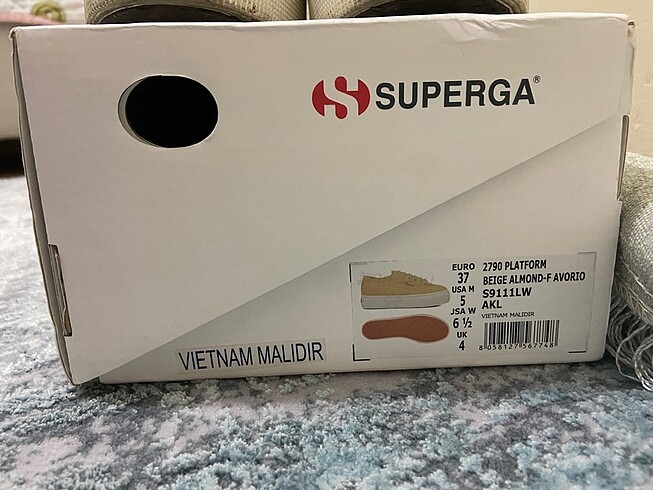 SUPERGA®
EURO
37
USA M
5
JSA W
6 ½
UK
4
2790 PLATFORM
BEIGE ALMOND-F AVORIO
S9111LW
AKL
VIETNAM MALIDIR
8 058127 567748
VIETNAM MALIDIR